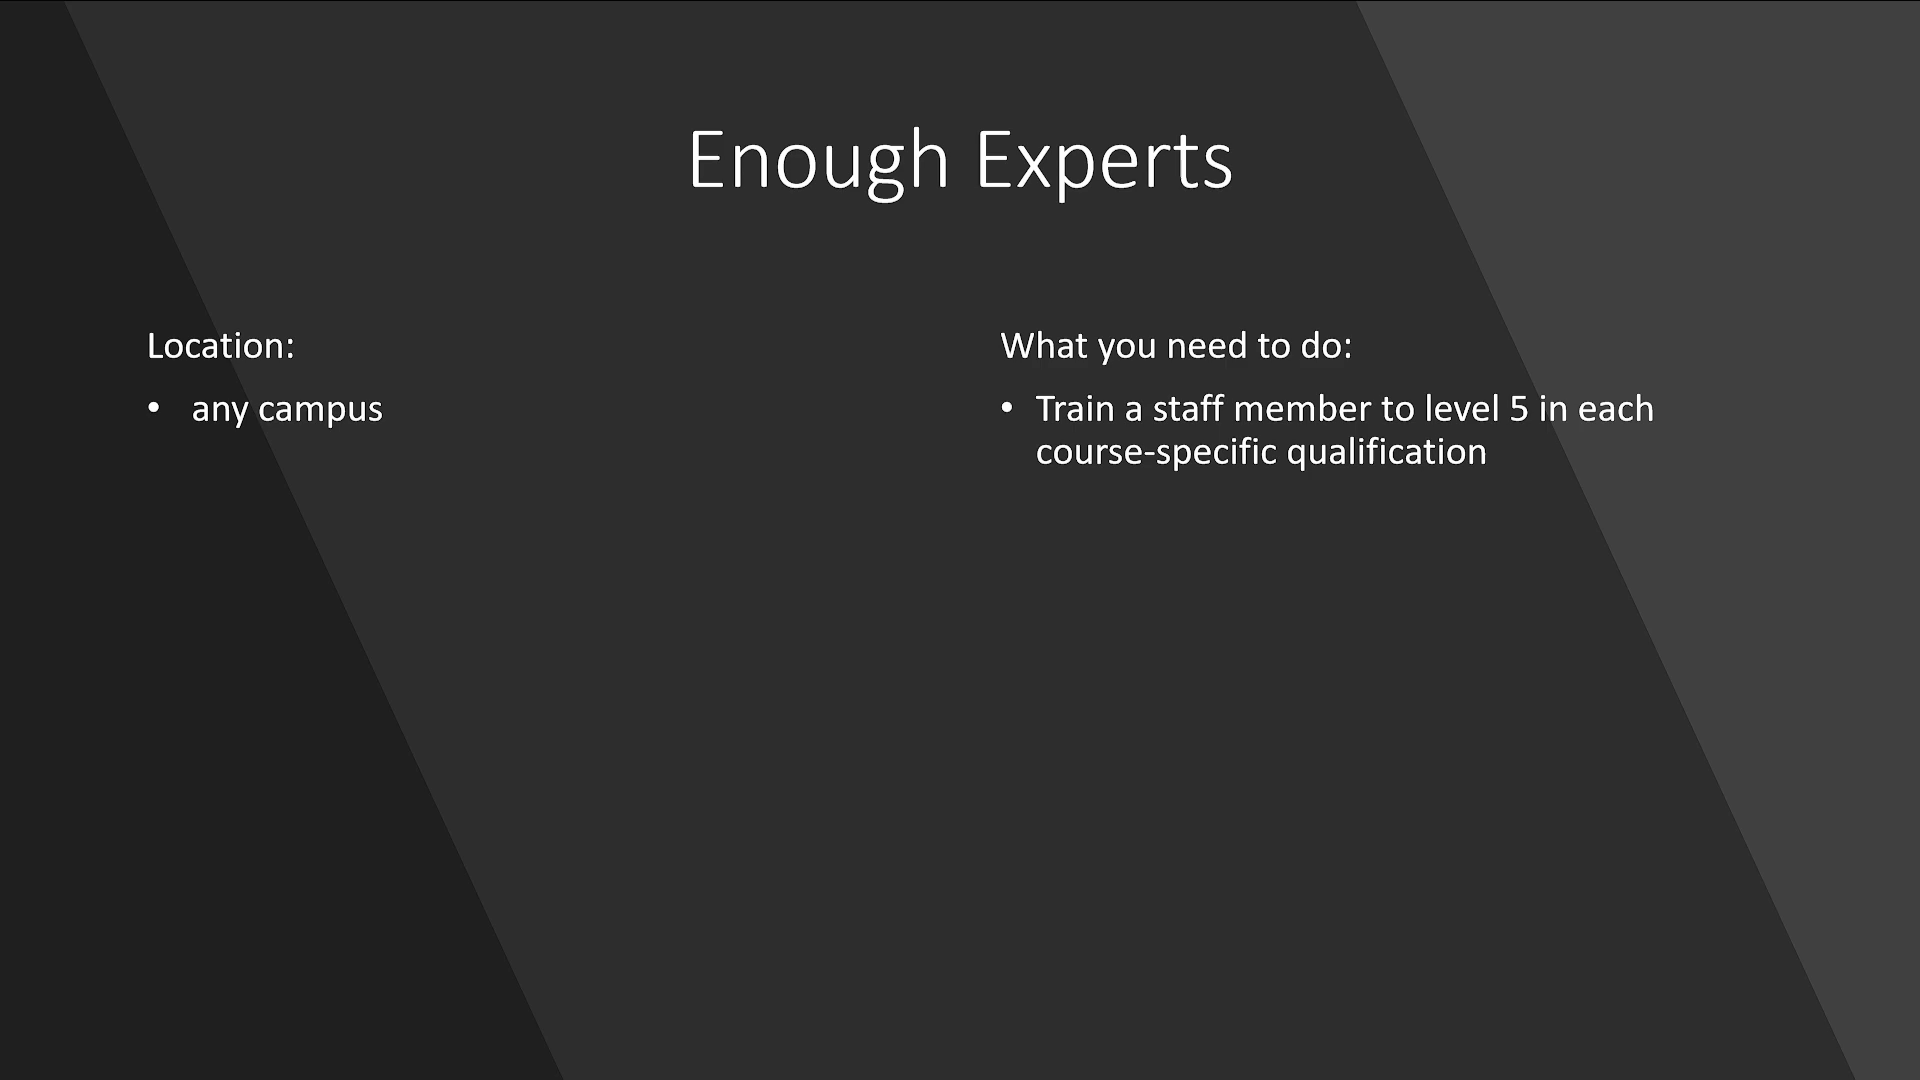 Enough Experts
Location:
• any campus
What you need to do:
• Train a staff member to level 5 in each
course-specific qualification